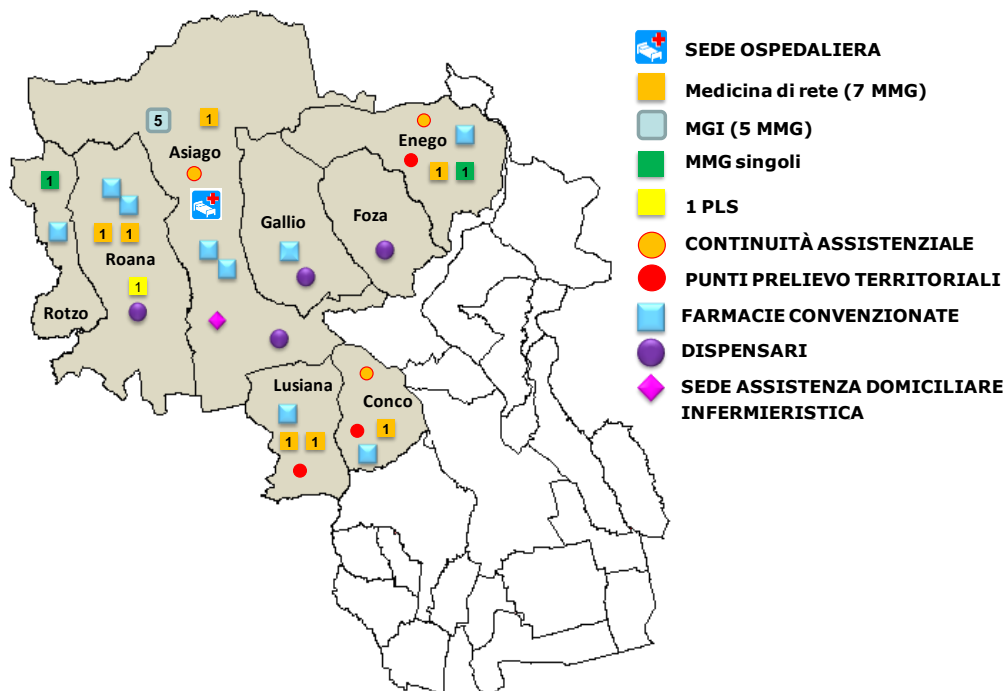 SEDE OSPEDALIERA
Medicina di rete (7 MMG)
MGI (5 MMG)
MMG singoli
1 PLS
CONTINUITÀ ASSISTENZIALE
PUNTI PRELIEVO TERRITORIALI
FARMACIE CONVENZIONATE
DISPENSARI
SEDE ASSISTENZA DOMICILIARE
INFERMIERISTICA
5
1
Asiago
Enego
1
1
1
Gallio
Foza
1
1
Roana
1
Rotzo
Lusiana
1
1
Conco
1